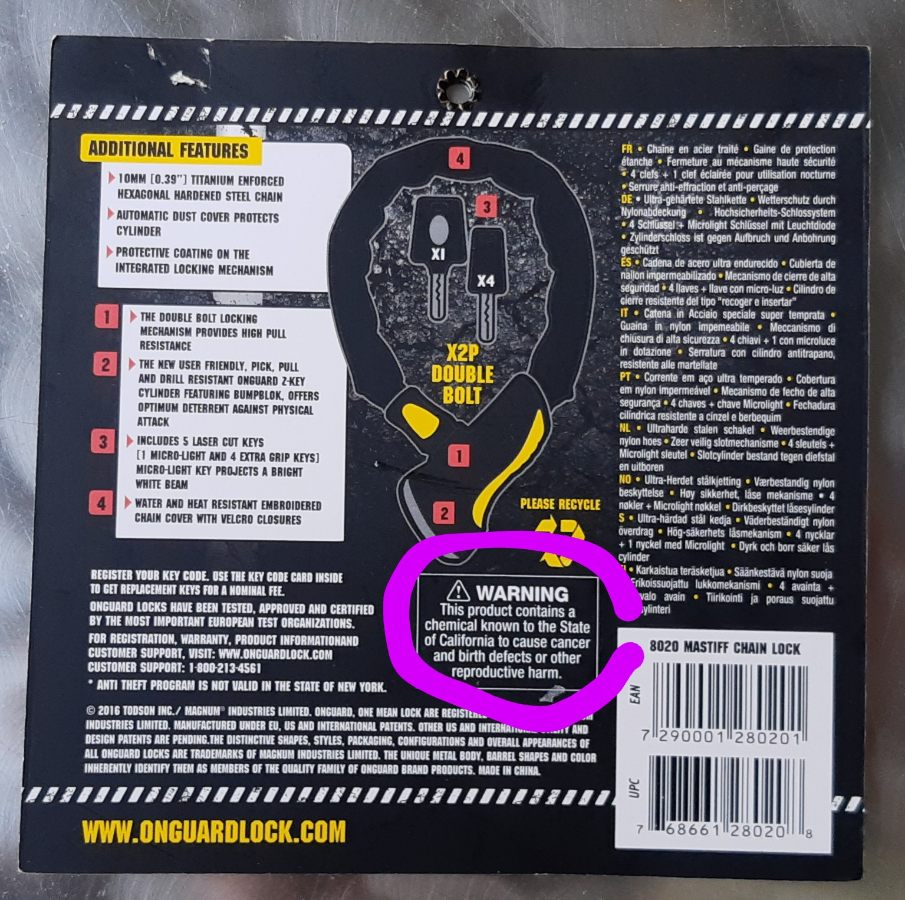 ADDITIONAL FEATURES
10MM [0.39"] TITANIUM ENFORCED
HEXAGONAL HARDENED STEEL CHAIN
AUTOMATIC DUST COVER PROTECTS
CYLINDER
PROTECTIVE COATING ON THE
INTEGRATED LOCKING MECHANISM
1
THE DOUBLE BOLT LOCKING
MECHANISM PROVIDES HIGH PULL
RESISTANCE
2
THE NEW USER FRIENDLY, PICK, PULL
AND DRILL RESISTANT ONGUARD Z-KEY
CYLINDER FEATURING BUMPBLOK, OFFERS
OPTIMUM DETERRENT AGAINST PHYSICAL
ATTACK
3
INCLUDES 5 LASER CUT KEYS
[1 MICRO-LIGHT AND 4 EXTRA GRIP KEYS]
MICRO-LIGHT KEY PROJECTS A BRIGHT
WHITE BEAM
4
WATER AND HEAT RESISTANT EMBROIDERED
CHAIN COVER WITH VELCRO CLOSURES
4
3
X1
X4
X2P
DOUBLE
BOLT
1
2
PLEASE RECYCLE
FR • Chaîne en acier traité • Gaine de protection
étanche • Fermeture au mécanisme haute sécurité
• 4 clefs + 1 clef éclairée pour utilisation nocturne
• Serrure anti-effraction et anti-perçage
DE • Ultra-gehärtete Stahlkette • Wetterschutz durch
Nylonabdeckung • Hochsicherheits-Schlossystem
• 4 Schlüssel + Microlight Schlüssel mit Leuchtdiode
• Zylinderschloss ist gegen Aufbruch und Anbohrung
geschützt
ES • Cadena de acero ultra endurecido • Cubierta de
nailon impermeabilizado • Mecanismo de cierre de alta
seguridad • 4 llaves + llave con micro-luz • Cilindro de
cierre resistente del tipo "recoger e insertar"
IT • Catena in Acciaio speciale super temprata •
Guaina in nylon impemeabile • Meccanismo di
chiusura di alta sicurezza • 4 chiavi + 1 con microluce
in dotazione • Serratura con cilindro antitrapano,
resistente alle martellate
PT • Corrente em aço ultra temperado • Cobertura
em nylon impermeável • Mecanismo de fecho de alta
segurança • 4 chaves + chave Microlight • Fechadura
cilíndrica resistente a cinzel e berbequim
NL • Ultraharde stalen schakel • Weerbestendige
nylon hoes • Zeer veilig slotmechanisme • 4 sleutels +
Microlight sleutel • Slotcylinder bestand tegen diefstal
en uitboren
NO • Ultra-Herdet stålkjetting • Værbestandig nylon
beskyttelse • Høy sikkerhet, låse mekanisme • 4
nøkler + Microlight nøkkel • Dirkbeskyttet låsesylinder
S • Ultra-härdad stål kedja • Väderbeständigt nylon
överdrag • Hög-säkerhets låsmekanism • 4 nycklar
+ 1 nyckel med Microlight • Dyrk och borr säker lås
cylinder
• Karkaistua teräsketjua • Säänkestävä nylon suoja
Erikoissuojattu lukkomekanismi • 4 avainta +
avain • Tiirikointi ja poraus suojattu
WARNING
This product contains a
chemical known to the State
of California to cause cancer
and birth defects or other
reproductive harm.
REGISTER YOUR KEY CODE. USE THE KEY CODE CARD INSIDE
TO GET REPLACEMENT KEYS FOR A NOMINAL FEE.
ONGUARD LOCKS HAVE BEEN TESTED, APPROVED AND CERTIFIED
BY THE MOST IMPORTANT EUROPEAN TEST ORGANIZATIONS.
FOR REGISTRATION, WARRANTY, PRODUCT INFORMATIONAND
CUSTOMER SUPPORT, VISIT: WWW.ONGUARDLOCK.COM
CUSTOMER SUPPORT: 1-800-213-4561
* ANTI THEFT PROGRAM IS NOT VALID IN THE STATE OF NEW YORK.
© 2016 TODSON INC./ MAGNUM® INDUSTRIES LIMITED. ONGUARD, ONE MEAN LOCK ARE
INDUSTRIES LIMITED. MANUFACTURED UNDER EU, US AND INTERNATIONAL PATENTS. OTHER US AND AND
DESIGN PATENTS ARE PENDING.THE DISTINCTIVE SHAPES, STYLES, PACKAGING, CONFIGURATIONS AND OVERALL APPEARANCES OF
ALL ONGUARD LOCKS ARE TRADEMARKS OF MAGNUM INDUSTRIES LIMITED. THE UNIQUE METAL BODY, BARREL SHAPES AND COLOR
INHERENTLY IDENTIFY THEM AS MEMBERS OF THE QUALITY FAMILY OF ONGUARD BRAND PRODUCTS. MADE IN CHINA.
8020 MASTIFF CHAIN LOCK
EAN
7 290001 280201
UPC
7 68661 28020 8
WWW.ONGUARDLOCK.COM